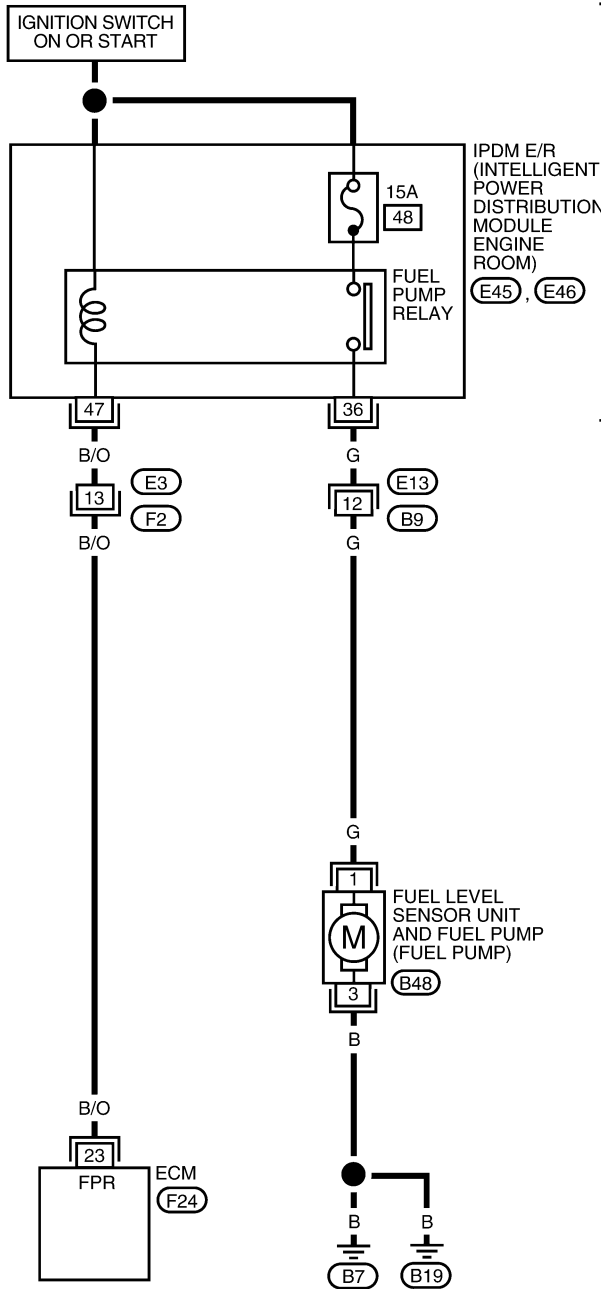 IGNITION SWITCH
ON OR START
IPDM E/R
(INTELLIGENT
POWER
DISTRIBUTION
MODULE
ENGINE
ROOM)
E45 , E46
15A
48
FUEL
PUMP
RELAY
47
36
B/O
G
13
E3
F2
12
E13
B9
B/O
G
G
1
FUEL LEVEL
SENSOR UNIT
AND FUEL PUMP
(FUEL PUMP)
M
B48
3
B
B/O
23
FPR
ECM
F24
B
B
B7
B19